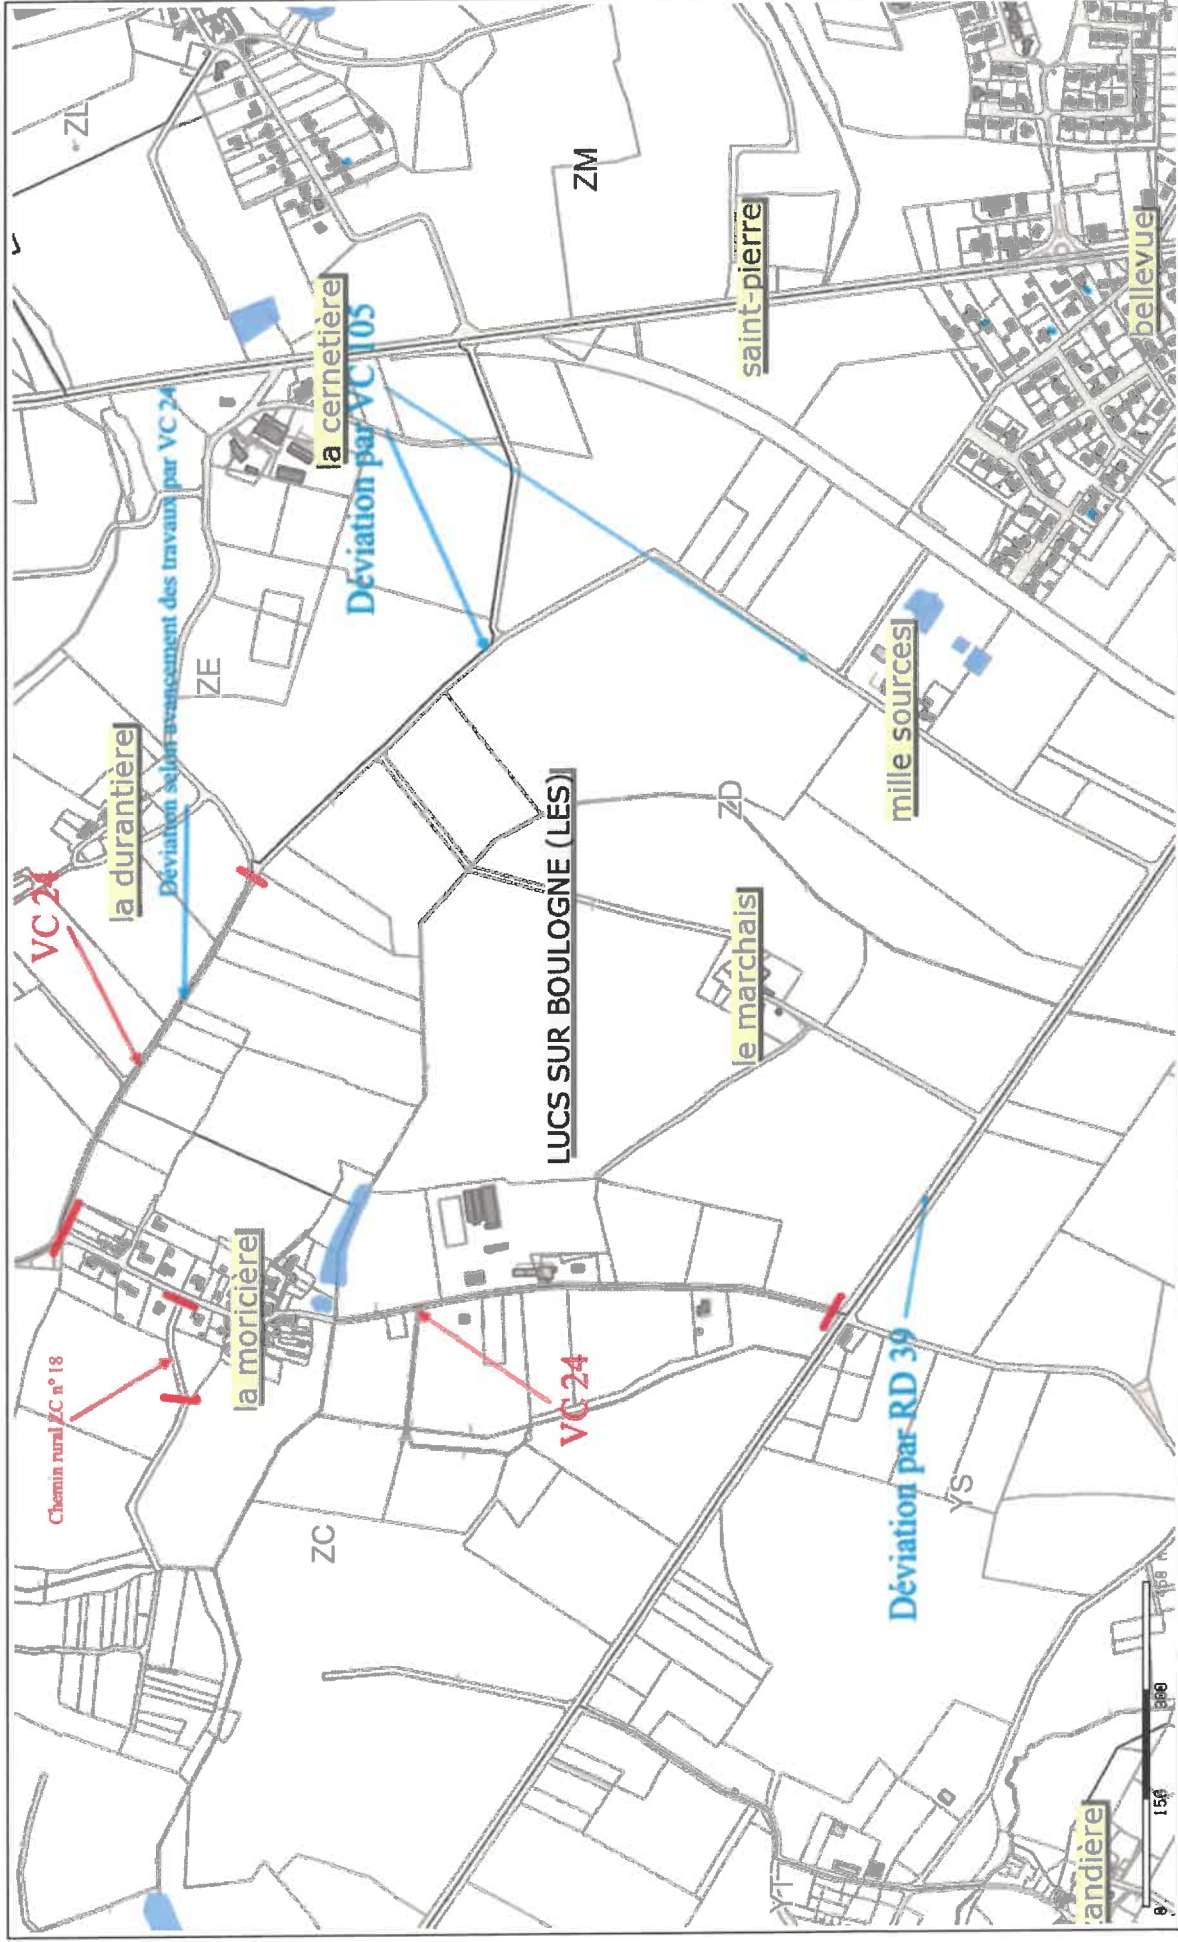 VC 24
Chemin rural ZC n° 18
ZL
la durantière
Déviation selon avancement des travaux par VC 24
ZE
la moricière
ZC
la cernetière
Déviation par VC 105
LUCS SUR BOULOGNE (LES)
VC 24
ZM
ZD
le marchais
saint-pierre
YT
mille sources
Déviation par RD 39
YS
andière
bellevue
0 150 300